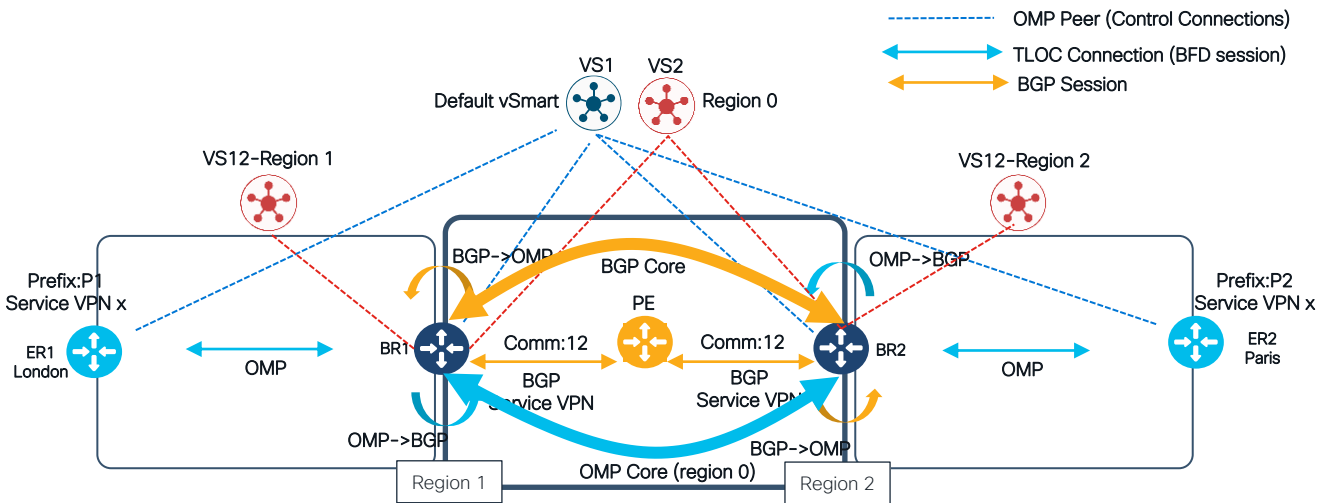 OMP Peer (Control Connections)
TLOC Connection (BFD session)
BGP Session
VS1
VS2
Default vSmart
Region 0
VS12-Region 1
VS12-Region 2
BGP->OMP
BGP Core
OMP->BGP
Prefix:P1
Service VPN x
Prefix:P2
Service VPN x
PE
ER1
London
OMP
BR1
Comm:12
Comm:12
BR2
OMP
ER2
Paris
BGP
Service VPN
BGP
Service VPN
OMP->BGP
BGP->OMP
OMP Core (region 0)
Region 1
Region 2